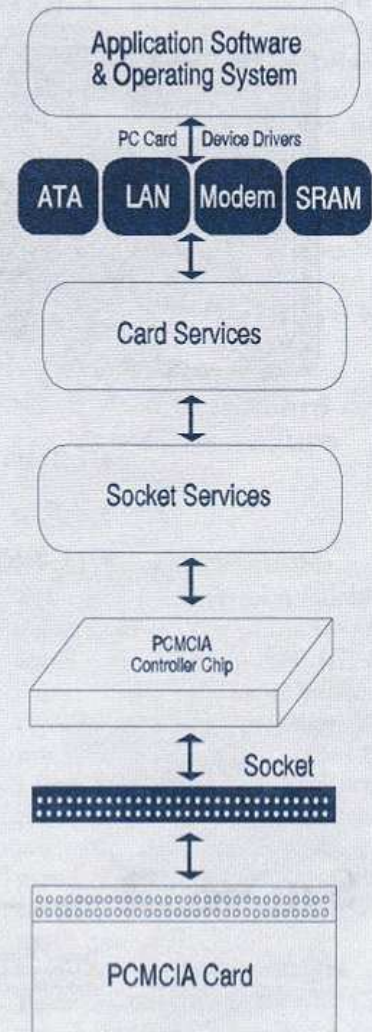 Application Software
& Operating System
PC Card Device Drivers
ATA LAN Modem SRAM
Card Services
Socket Services
PCMCIA
Controller Chip
Socket
PCMCIA Card